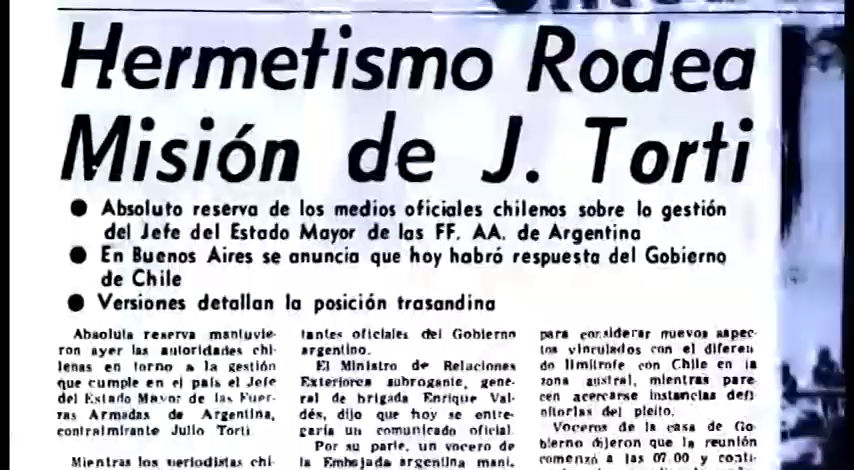 Hermetismo Rodea
Misión de J. Torti
● Absoluta reserva de los medios oficiales chilenos sobre la gestión
del Jefe del Estado Mayor de las FF. AA. de Argentina
● En Buenos Aires se anuncia que hoy habrá respuesta del Gobierno
de Chile
● Versiones detallan la posición trasandina
Absoluta reserva mantuvie-
ron ayer las autoridades chi-
lenas en torno a la gestión
que cumple en el país el Jefe
del Estado Mayor de las Fuer-
zas Armadas de Argentina,
contralmirante Julio Torti.
Mientras los periodistas chi-
tantes oficiales del Gobierno
argentino.
El Ministro de Relaciones
Exteriores subrogante, gene-
ral de brigada Enrique Val-
dés, dijo que hoy se entre-
garía un comunicado oficial.
Por su parte, un vocero de
la Embajada argentina mani-
para considerar nuevos aspec-
tos vinculados con el diferen
do limítrofe con Chile en la
zona austral, mientras pare-
cen acercarse instancias defi
nitorias del pleito.
Voceros de la casa de Go-
bierno dijeron que la reunión
comenzó a las 07.00 y conti-